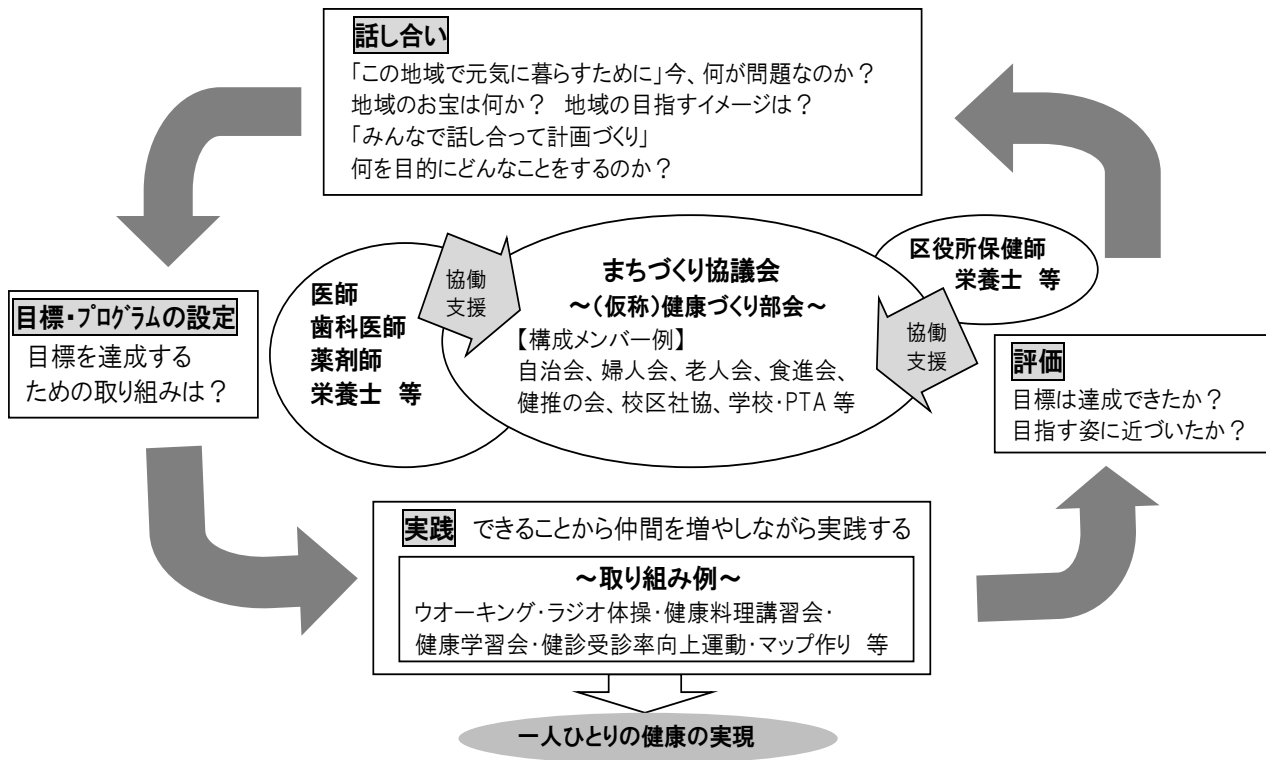 話し合い
「この地域で元気に暮らすために」今、何が問題なのか？
地域のお宝は何か？　地域の目指すイメージは？
「みんなで話し合って計画づくり」
何を目的にどんなことをするのか？
区役所保健師
栄養士　等
協働
支援
まちづくり協議会
～（仮称）健康づくり部会～
【構成メンバー例】
自治会、婦人会、老人会、食進会、
健推の会、校区社協、学校・PTA 等
医師
歯科医師
薬剤師
栄養士　等
協働
支援
目標・プログラムの設定
目標を達成する
ための取り組みは？
評価
目標は達成できたか？
目指す姿に近づいたか？
実践　できることから仲間を増やしながら実践する
～取り組み例～
ウオーキング・ラジオ体操・健康料理講習会・
健康学習会・健診受診率向上運動・マップ作り　等
一人ひとりの健康の実現